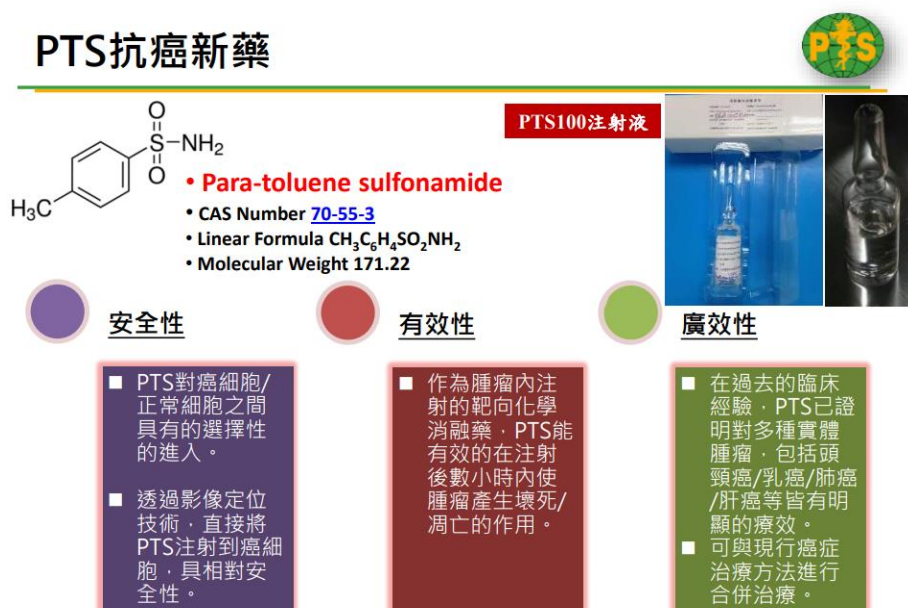 PTS抗癌新藥
PTS
O
S-NH₂
O
H₃C
PTS100注射液
• Para-toluene sulfonamide
• CAS Number 70-55-3
• Linear Formula CH₃C₆H₄SO₂NH₂
• Molecular Weight 171.22
安全性
■ PTS對癌細胞/
正常細胞之間
具有的選擇性
的進入。
■ 透過影像定位
技術，直接將
PTS注射到癌細
胞，具相對安
全性。
有效性
■ 作為腫瘤內注
射的靶向化學
消融藥，PTS能
有效的在注射
後數小時內使
腫瘤產生壞死/
凋亡的作用。
廣效性
■ 在過去的臨床
經驗，PTS已證
明對多種實體
腫瘤，包括頭
頸癌/乳癌/肺癌
/肝癌等皆有明
顯的療效。
■ 可與現行癌症
治療方法進行
合併治療。